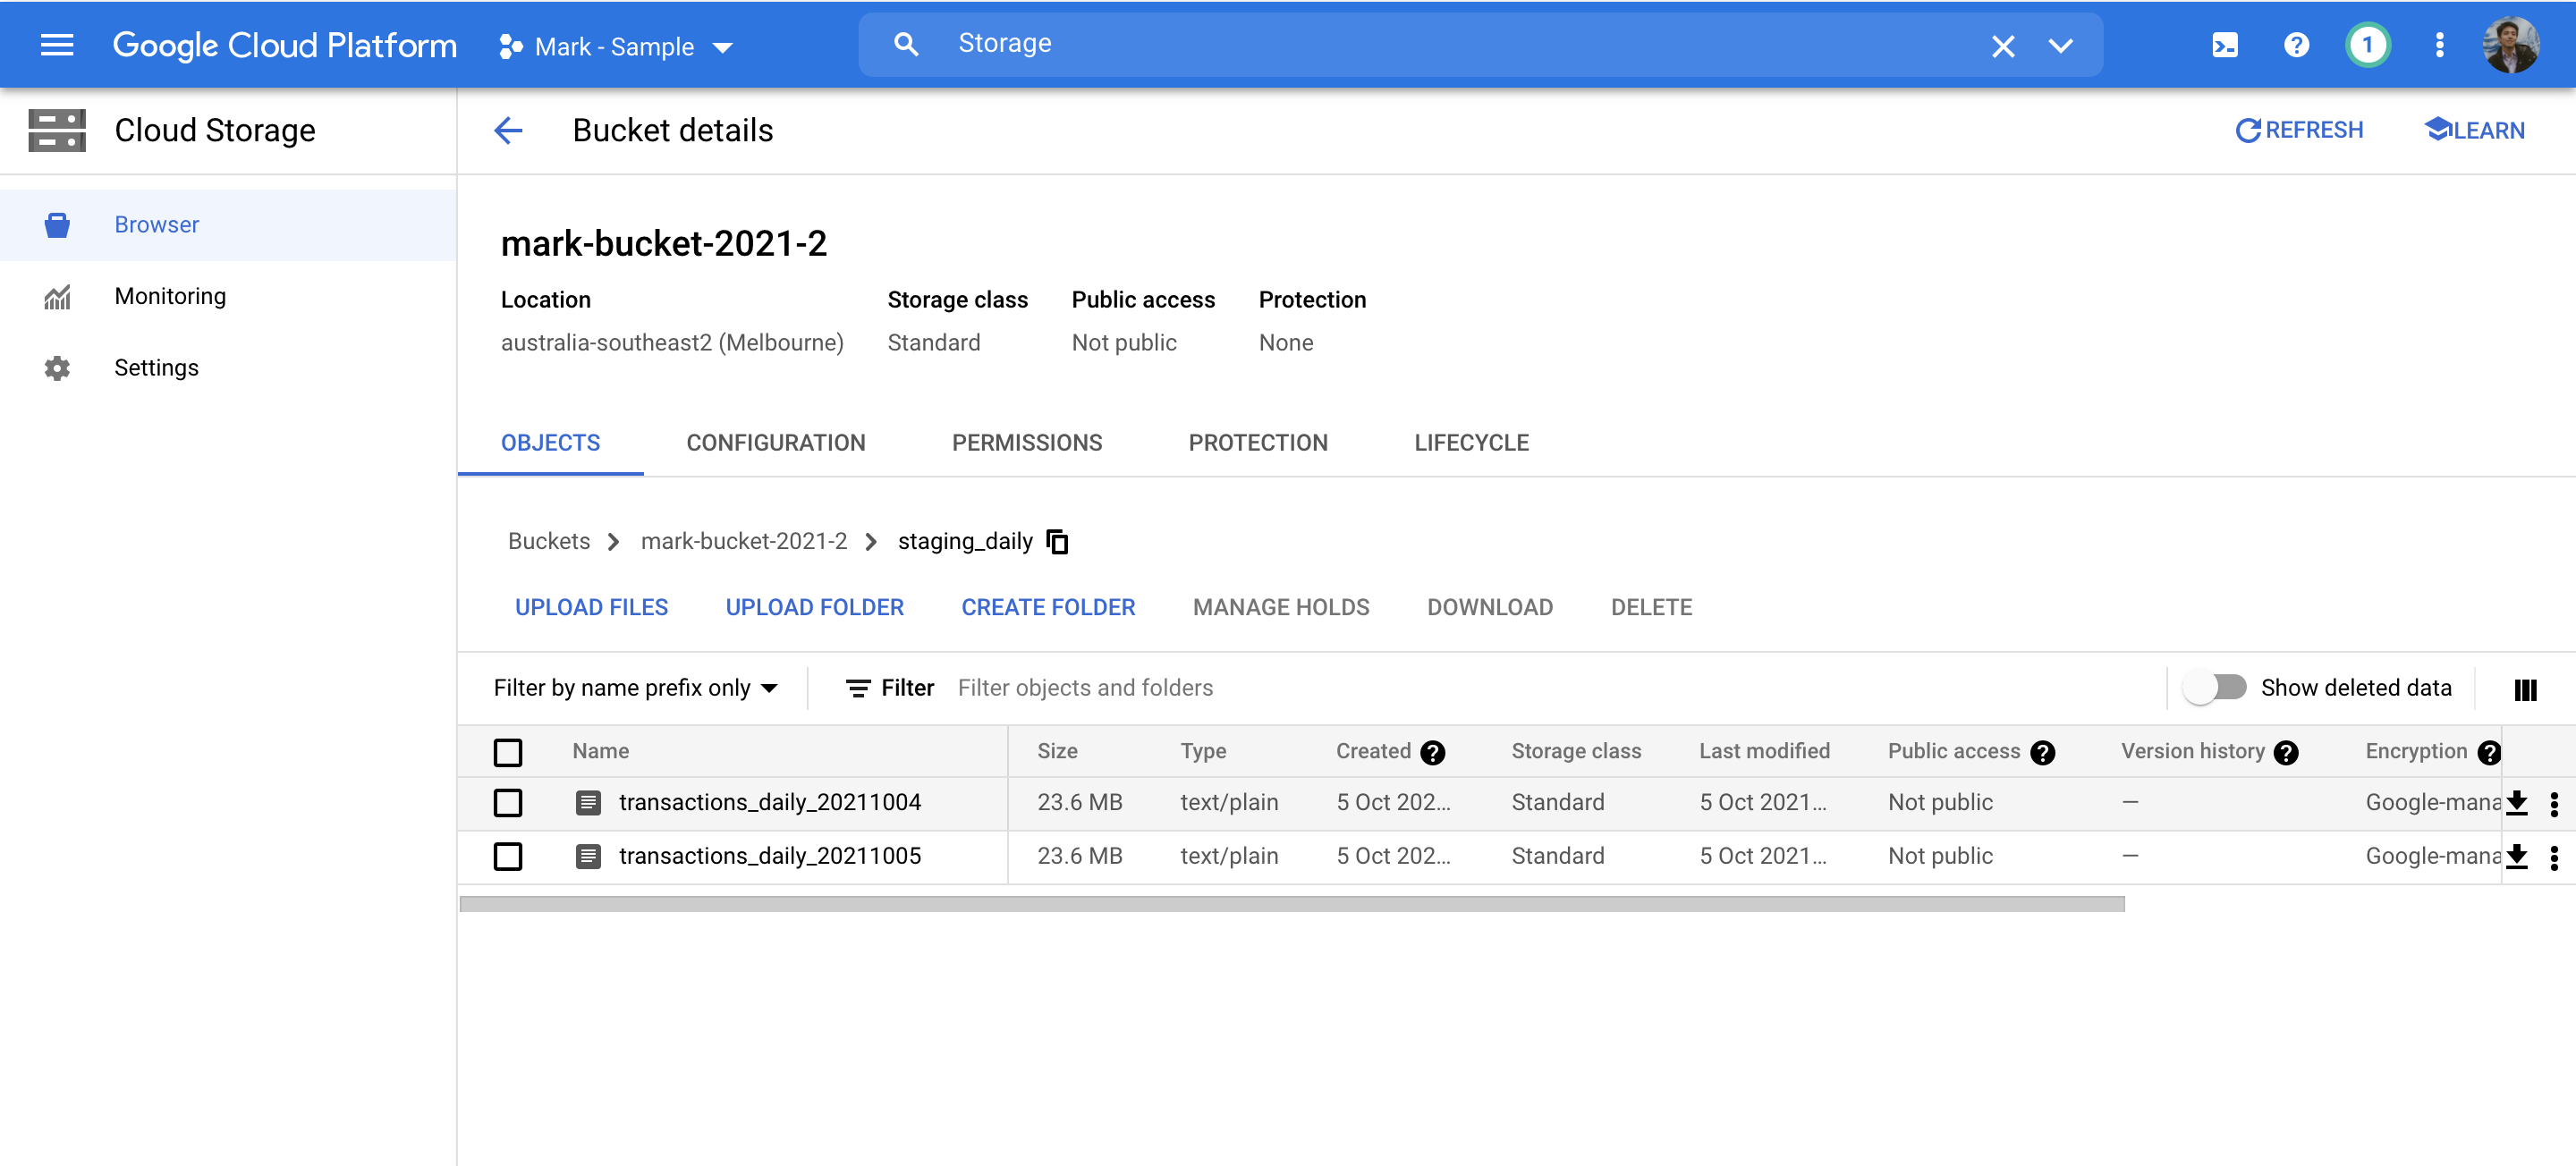 Google Cloud Platform
Mark - Sample
Storage
1
Cloud Storage
Bucket details
REFRESH
LEARN
Browser
Monitoring
Settings
mark-bucket-2021-2
Location
Storage class
Public access
Protection
australia-southeast2 (Melbourne)
Standard
Not public
None
OBJECTS
CONFIGURATION
PERMISSIONS
PROTECTION
LIFECYCLE
Buckets > mark-bucket-2021-2 > staging_daily
UPLOAD FILES
UPLOAD FOLDER
CREATE FOLDER
MANAGE HOLDS
DOWNLOAD
DELETE
Filter by name prefix only
Filter
Filter objects and folders
Show deleted data
Name Size Type Created Storage class Last modified Public access Version history Encryption
transactions_daily_20211004 23.6 MB text/plain 5 Oct 202... Standard 5 Oct 2021... Not public — Google-mana
transactions_daily_20211005 23.6 MB text/plain 5 Oct 202... Standard 5 Oct 2021... Not public — Google-mana